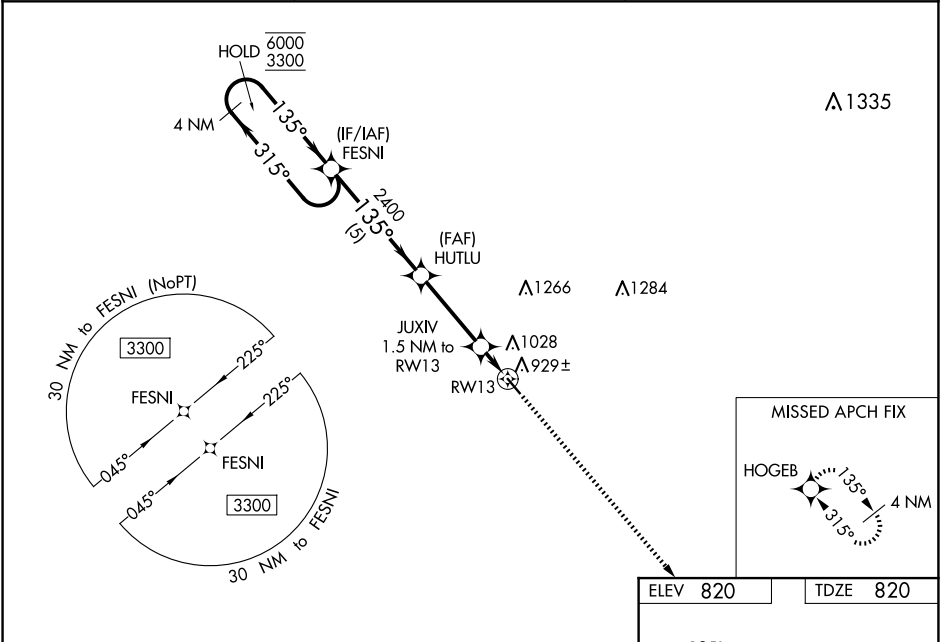 HOLD 6000
3300
1335
4 NM
135°
315°
(IF/IAF)
FESNI
2400
135°
(5)
(FAF)
HUTLU
1266
1284
JUXIV
1.5 NM to
RW13
1028
929±
RW13
30 NM to FESNI (NoPT)
3300
225°
FESNI
045°
225°
FESNI
045°
3300
30 NM to FESNI
MISSED APCH FIX
HOGEB
135°
315°
4 NM
ELEV 820
TDZE 820